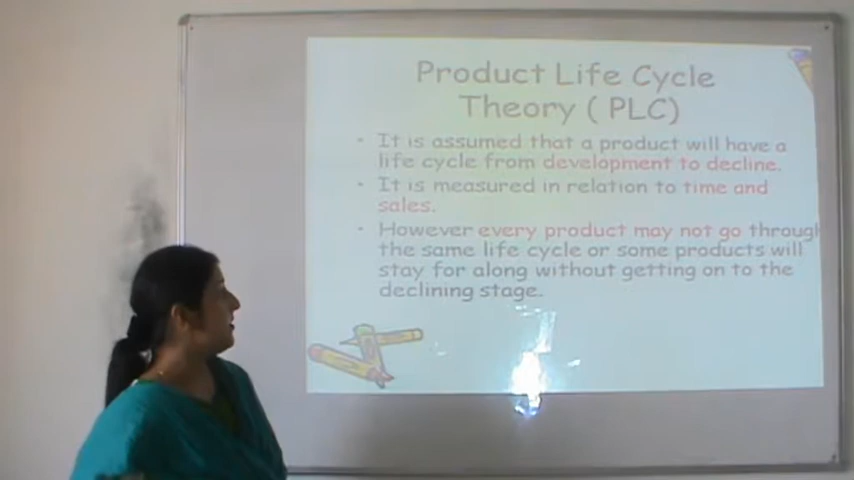 Product Life Cycle
Theory ( PLC)
- It is assumed that a product will have a
life cycle from development to decline.
- It is measured in relation to time and
sales.
- However every product may not go through
the same life cycle or some products will
stay for along without getting on to the
declining stage.